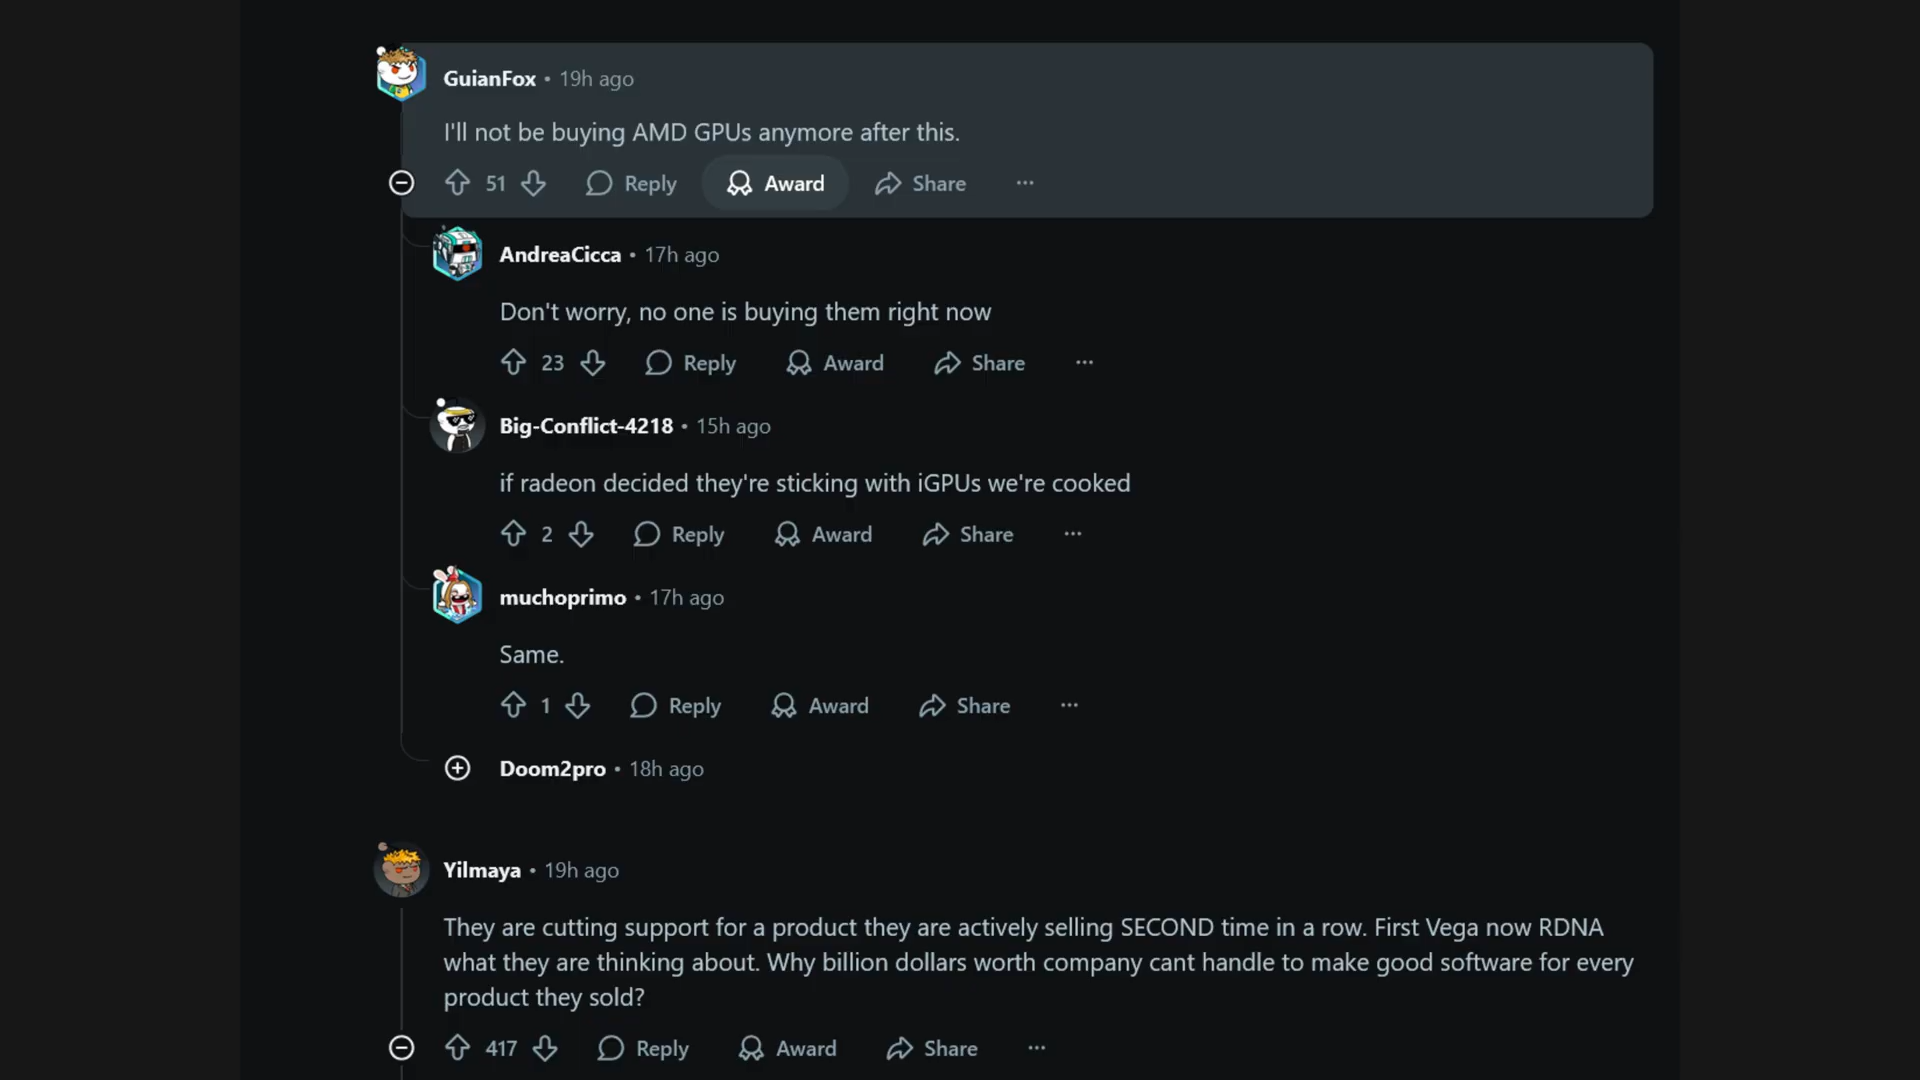 GuianFox • 19h ago
I'll not be buying AMD GPUs anymore after this.
51 Reply Award Share ...
AndreaCicca • 17h ago
Don't worry, no one is buying them right now
23 Reply Award Share ...
Big-Conflict-4218 • 15h ago
if radeon decided they're sticking with iGPUs we're cooked
2 Reply Award Share ...
muchoprimo • 17h ago
Same.
1 Reply Award Share ...
Doom2pro • 18h ago
Yilmaya • 19h ago
They are cutting support for a product they are actively selling SECOND time in a row. First Vega now RDNA
what they are thinking about. Why billion dollars worth company cant handle to make good software for every
product they sold?
417 Reply Award Share ...